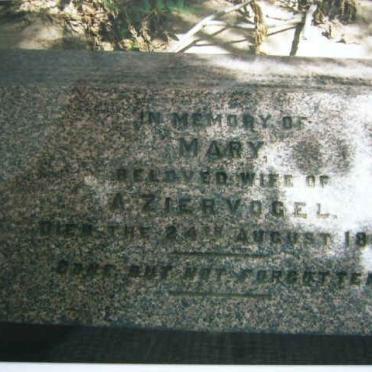 IN MEMORY OF
MARY,
BELOVED WIFE OF
A. ZIERVOGEL.
DIED THE 24TH AUGUST
GONE BUT NOT FORGOTTEN